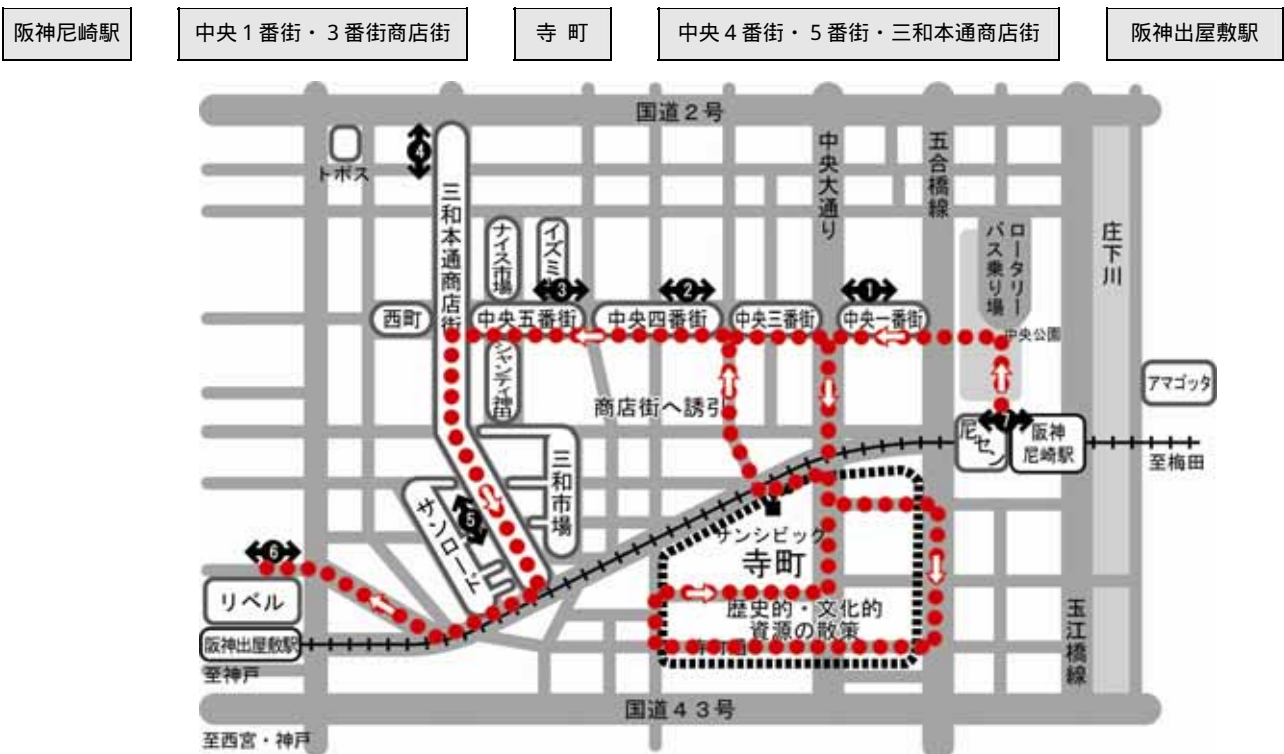 阪神尼崎駅
中央1番街・3番街商店街
寺町
中央4番街・5番街・三和本通商店街
阪神出屋敷駅
国道2号
トポス
4
三和本通商店街
ナイス市場
イズミヤ
中央大通り
五合橋線
ロータリー
バス乗り場
庄下川
西町
3
中央五番街
2
中央四番街
中央三番街
1
中央一番街
中央公園
シャンティ神田
商店街へ誘引
アマゴッタ
尼セン
7
阪神
尼崎駅
至梅田
三和市場
サンロード
5
サンシビック
寺町
歴史的・文化的
資源の散策
6
リベル
阪神出屋敷駅
至神戸
玉江橋線
国道43号
至西宮・神戸